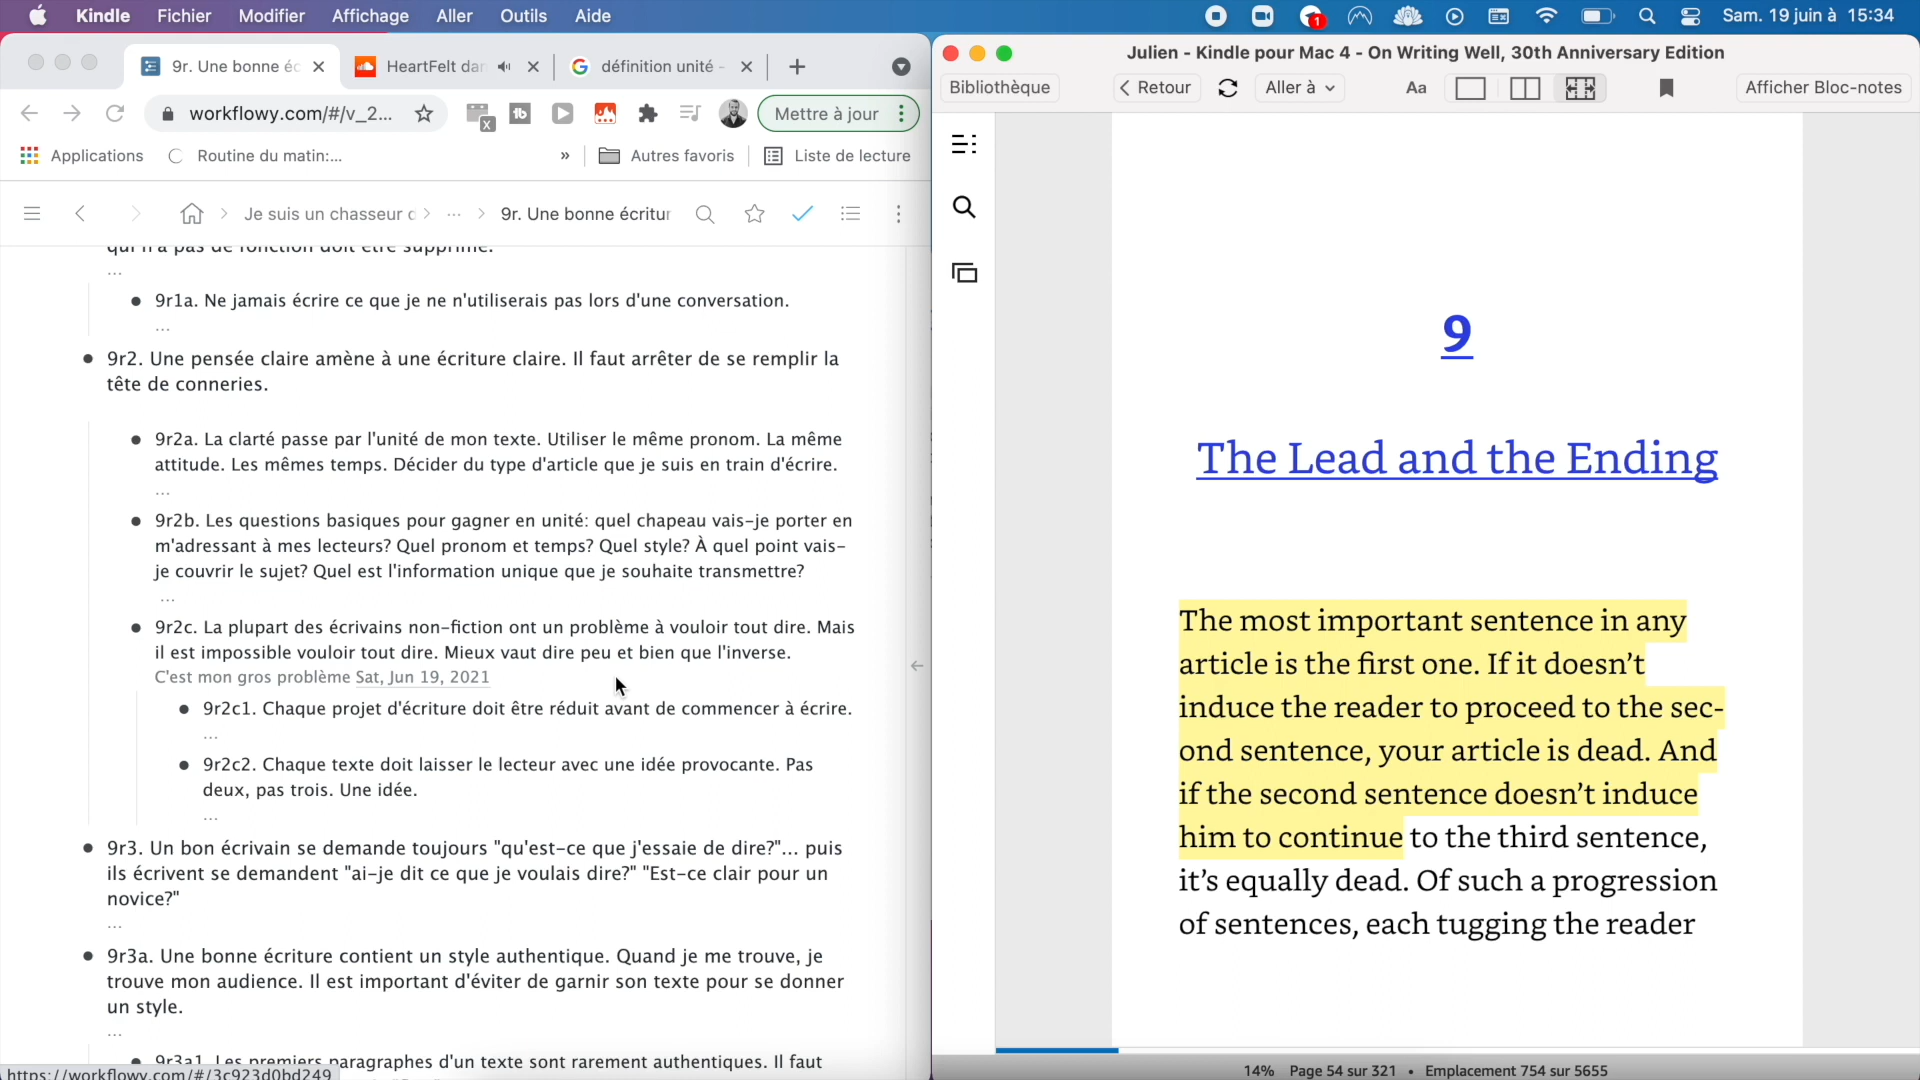 Kindle Fichier Modifier Affichage Aller Outils Aide 1 Sam. 19 juin à 15:34
9r. Une bonne éc
HeartFelt dan
définition unité -
workflowy.com/#/v_2...
Mettre à jour
Applications
Routine du matin:...
»
Autres favoris
Liste de lecture
Je suis un chasseur d
...
9r. Une bonne écritur
qui n'a pas de fonction doit être supprimé.
...
9r1a. Ne jamais écrire ce que je ne n'utiliserais pas lors d'une conversation.
...
9r2. Une pensée claire amène à une écriture claire. Il faut arrêter de se remplir la
tête de conneries.
9r2a. La clarté passe par l'unité de mon texte. Utiliser le même pronom. La même
attitude. Les mêmes temps. Décider du type d'article que je suis en train d'écrire.
...
9r2b. Les questions basiques pour gagner en unité: quel chapeau vais-je porter en
m'adressant à mes lecteurs? Quel pronom et temps? Quel style? À quel point vais-
je couvrir le sujet? Quel est l'information unique que je souhaite transmettre?
...
9r2c. La plupart des écrivains non-fiction ont un problème à vouloir tout dire. Mais
il est impossible vouloir tout dire. Mieux vaut dire peu et bien que l'inverse.
C'est mon gros problème Sat, Jun 19, 2021
9r2c1. Chaque projet d'écriture doit être réduit avant de commencer à écrire.
...
9r2c2. Chaque texte doit laisser le lecteur avec une idée provocante. Pas
deux, pas trois. Une idée.
...
9r3. Un bon écrivain se demande toujours "qu'est-ce que j'essaie de dire?"... puis
ils écrivent se demandent "ai-je dit ce que je voulais dire?" "Est-ce clair pour un
novice?"
...
9r3a. Une bonne écriture contient un style authentique. Quand je me trouve, je
trouve mon audience. Il est important d'éviter de garnir son texte pour se donner
un style.
...
9r3a1. Les premiers paragraphes d'un texte sont rarement authentiques. Il faut
https://workflowy.com/#/3c923d0bd249
Julien - Kindle pour Mac 4 - On Writing Well, 30th Anniversary Edition
Bibliothèque
Retour
Aller à
Aa
Afficher Bloc-notes
9
The Lead and the Ending
The most important sentence in any
article is the first one. If it doesn't
induce the reader to proceed to the sec-
ond sentence, your article is dead. And
if the second sentence doesn't induce
him to continue to the third sentence,
it's equally dead. Of such a progression
of sentences, each tugging the reader
14% Page 54 sur 321 • Emplacement 754 sur 5655